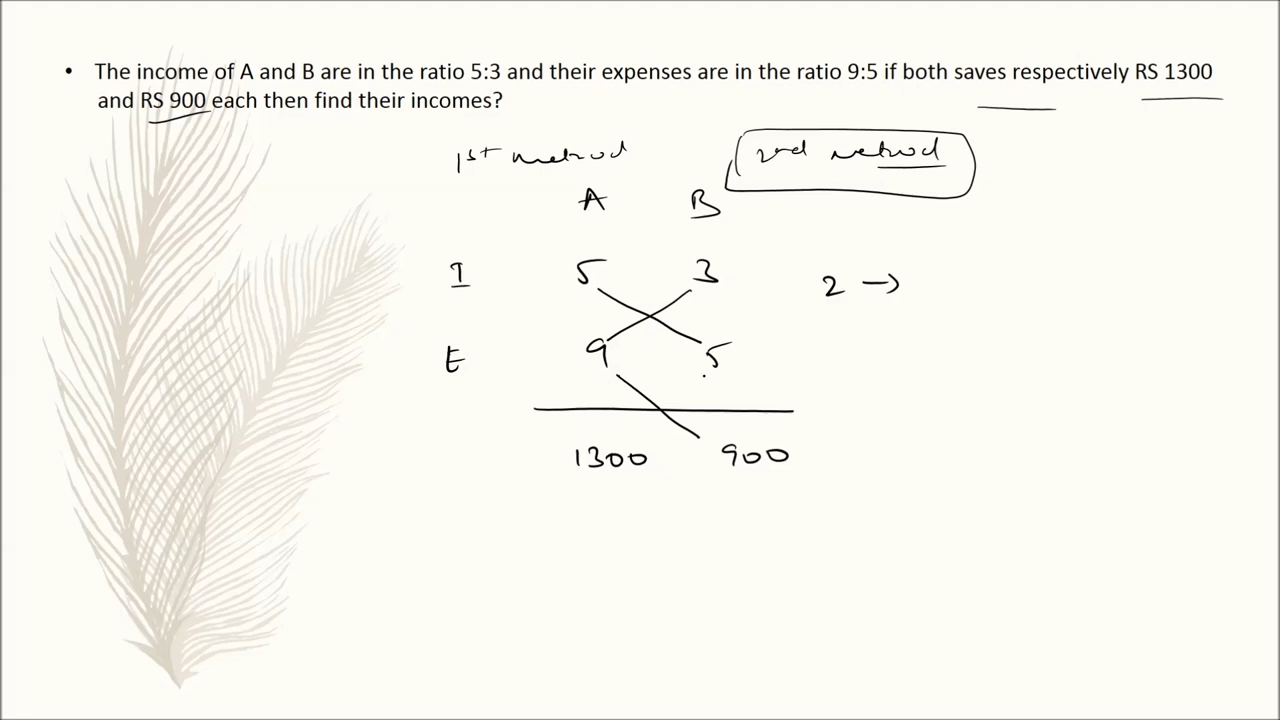 • The income of A and B are in the ratio 5:3 and their expenses are in the ratio 9:5 if both saves respectively RS 1300
and RS 900 each then find their incomes?
1st method 2nd method
A B
I 5 3 2 →
E 9 5
1300 900